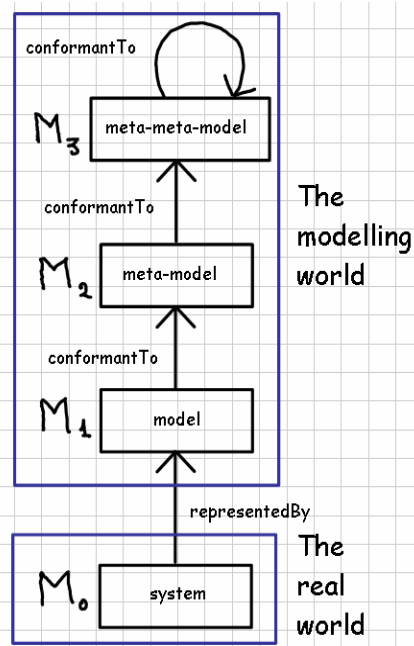 conformantTo
M3
meta-meta-model
conformantTo
The
modelling
world
M2
meta-model
conformantTo
M1
model
representedBy
The
real
world
M0
system